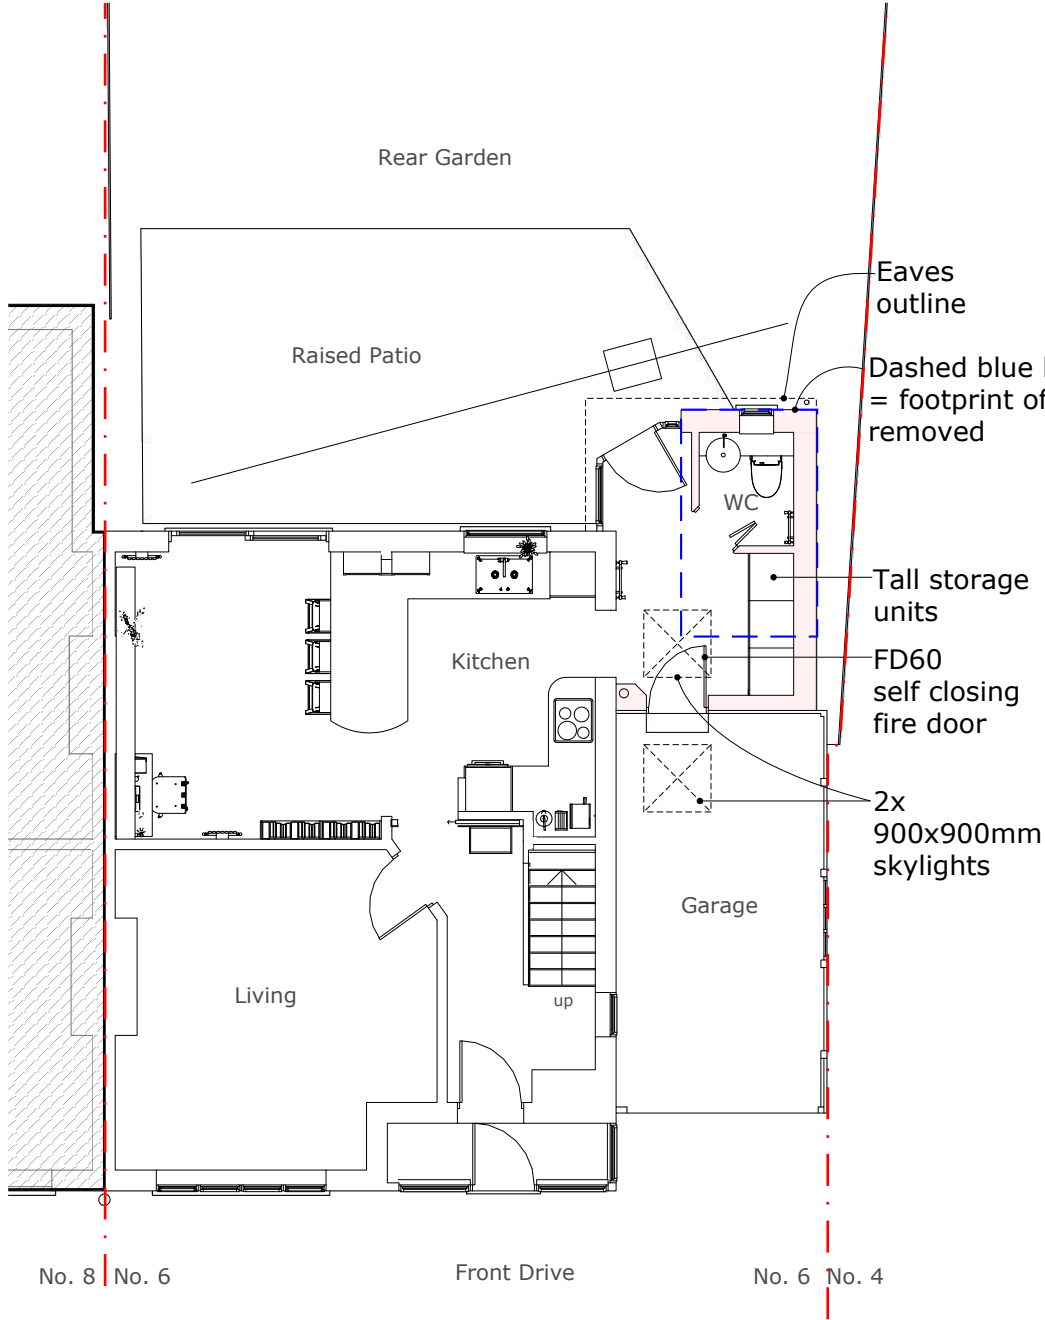 Rear Garden
Eaves
outline
Raised Patio
Dashed blue
= footprint of
removed
WC
Tall storage
units
Kitchen
FD60
self closing
fire door
2x
900x900mm
skylights
Garage
Living
up
No. 8
No. 6
Front Drive
No. 6
No. 4